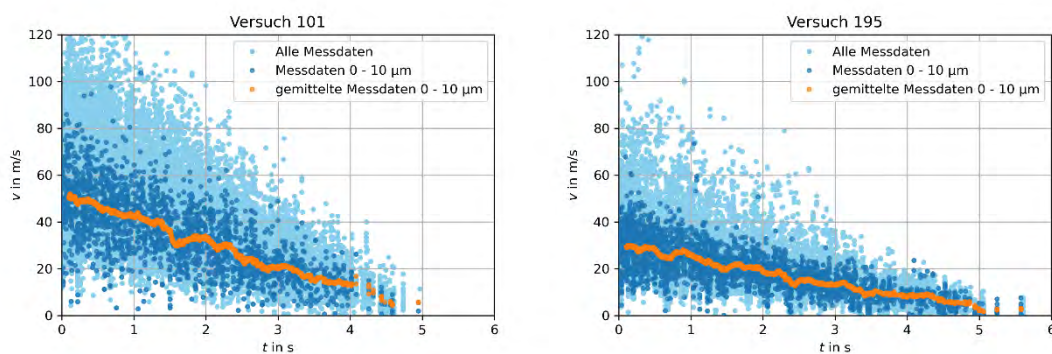 Versuch 101
120
100
80
60
40
20
0
v in m/s
0 1 2 3 4 5 6
t in s
Alle Messdaten
Messdaten 0 - 10 µm
gemittelte Messdaten 0 - 10 µm
Versuch 195
120
100
80
60
40
20
0
v in m/s
0 1 2 3 4 5 6
t in s
Alle Messdaten
Messdaten 0 - 10 µm
gemittelte Messdaten 0 - 10 µm